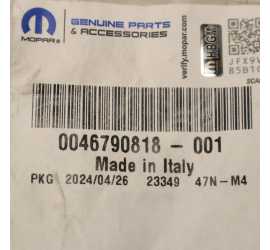 MOPAR®
GENUINE PARTS
& ACCESSORIES
verify.mopar.com
0046790818 - 001
Made in Italy
PKG 2024/04/26 23349 47N-M4